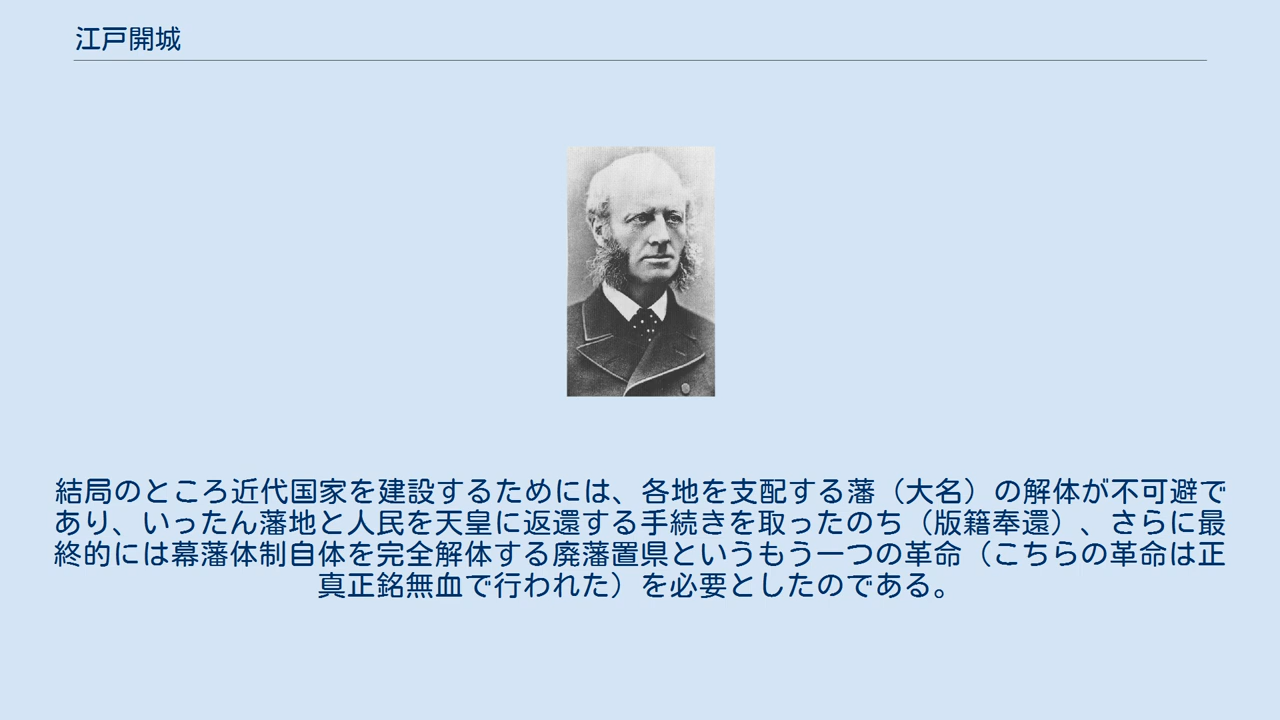 江戸開城
結局のところ近代国家を建設するためには、各地を支配する藩（大名）の解体が不可避で
あり、いったん藩地と人民を天皇に返還する手続きを取ったのち（版籍奉還）、さらに最
終的には幕藩体制自体を完全解体する廃藩置県というもう一つの革命（こちらの革命は正
真正銘無血で行われた）を必要としたのである。